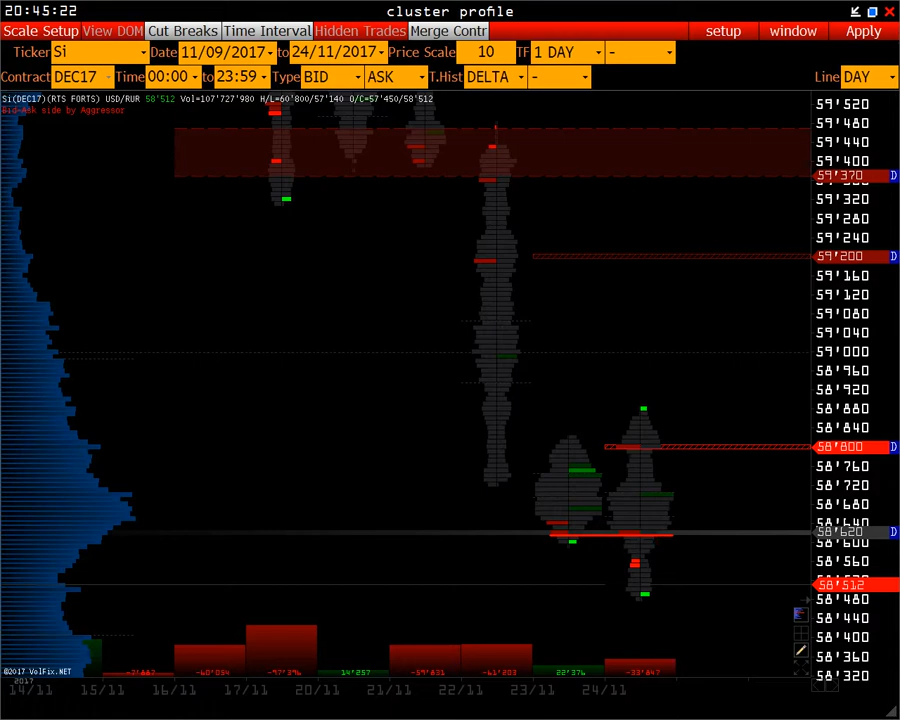 20:45:22 cluster profile
Scale Setup View DOM Cut Breaks Time Interval Hidden Trades Merge Contr setup window Apply
Ticker Si Date 11/09/2017 to 24/11/2017 Price Scale 10 TF 1 DAY -
Contract DEC17 Time 00:00 to 23:59 Type BID ASK T.Hist DELTA - Line DAY
Si(DEC17)(RTS FORTS) USD/RUR 58'512 Vol=107'727'980 H/L=60'800/57'140 O/C=57'450/58'512
Bid-Ask side by Aggressor
59'520
59'480
59'440
59'400
59'370 D
59'320
59'280
59'240
59'200 D
59'160
59'120
59'080
59'040
59'000
58'960
58'920
58'880
58'840
58'800 D
58'760
58'720
58'680
58'640
58'620 D
58'600
58'560
58'512
58'480
58'440
58'400
58'360
58'320
©2017 VolFix.NET -60'054 -97'396 14'257 -59'831 -61'203 22'376 -33'847
2017
14/11 15/11 16/11 17/11 20/11 21/11 22/11 23/11 24/11